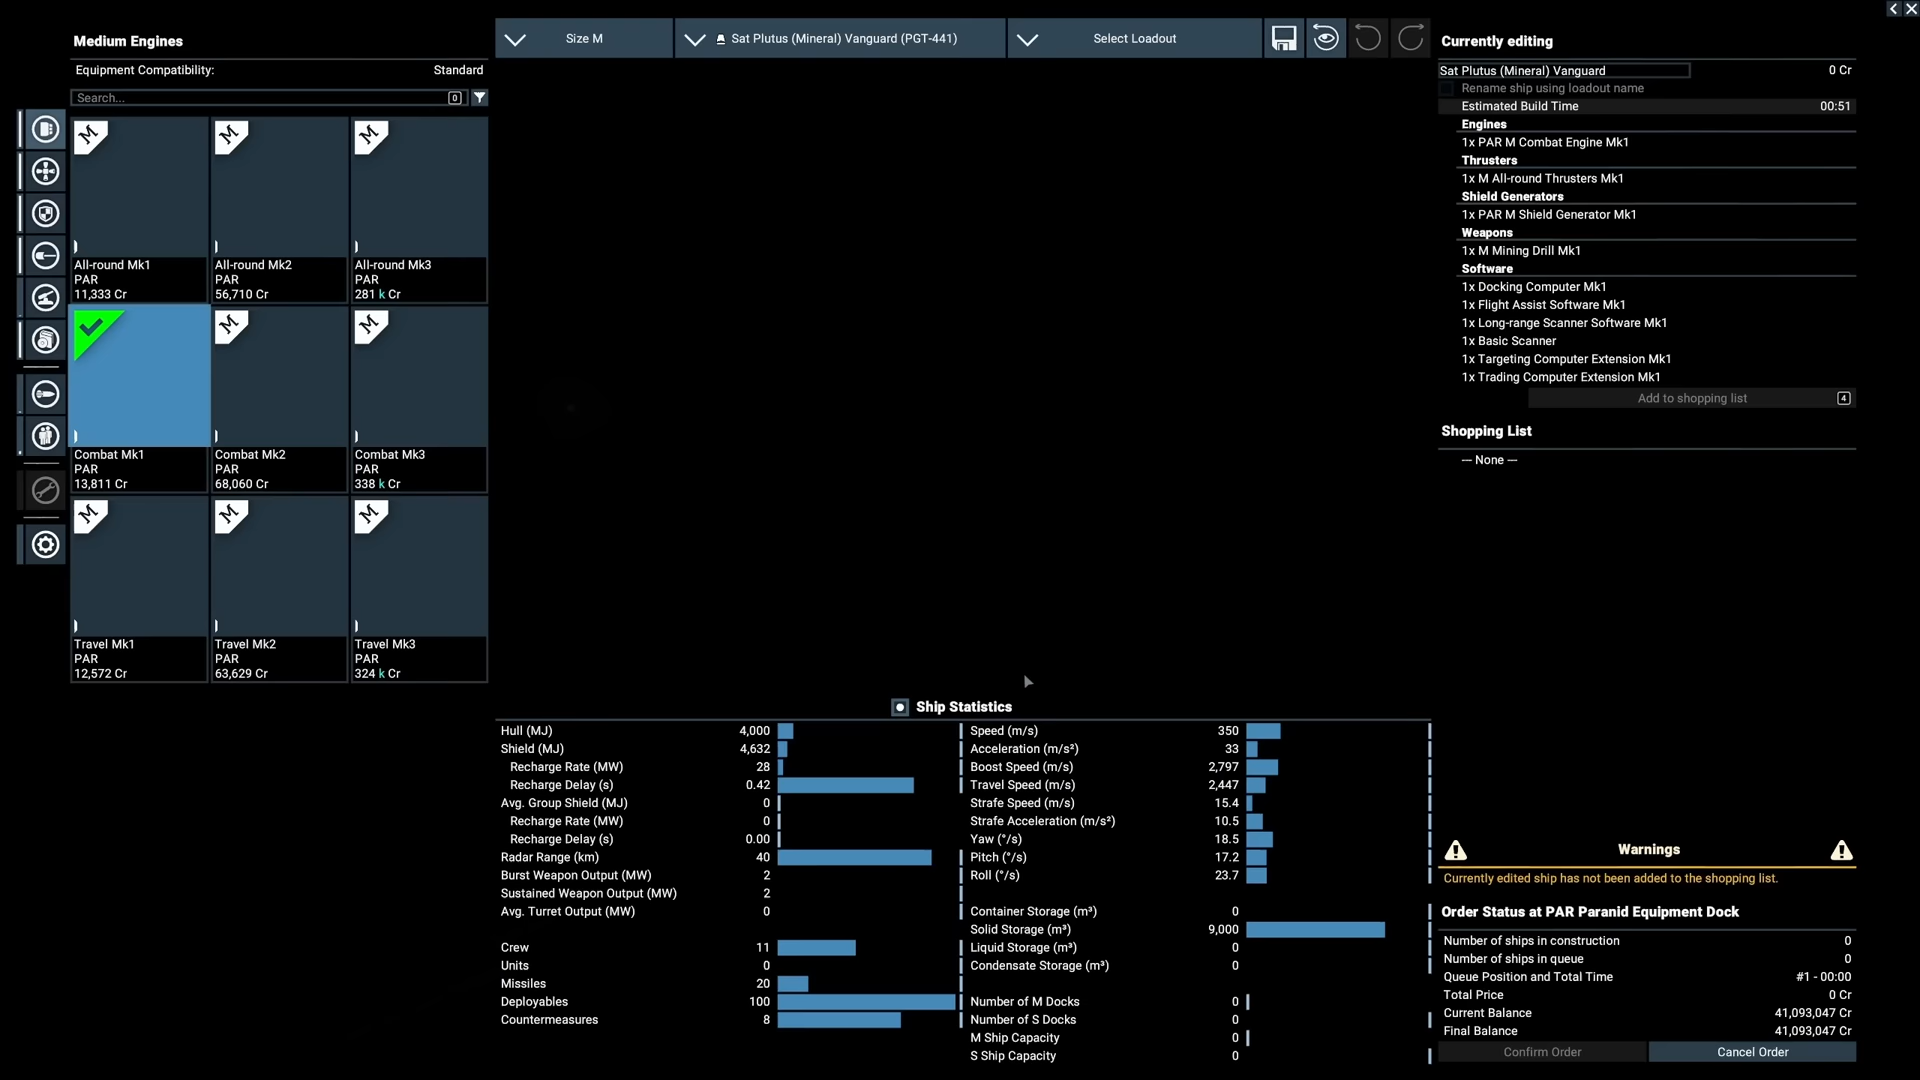 Medium Engines
Equipment Compatibility: Standard
Search... 0
M M M
All-round Mk1
PAR
11,333 Cr
All-round Mk2
PAR
56,710 Cr
All-round Mk3
PAR
281 k Cr
M M
Combat Mk1
PAR
13,811 Cr
Combat Mk2
PAR
68,060 Cr
Combat Mk3
PAR
338 k Cr
M M M
Travel Mk1
PAR
12,572 Cr
Travel Mk2
PAR
63,629 Cr
Travel Mk3
PAR
324 k Cr
Size M
Sat Plutus (Mineral) Vanguard (PGT-441)
Select Loadout
Ship Statistics
Hull (MJ) 4,000
Shield (MJ) 4,632
Recharge Rate (MW) 28
Recharge Delay (s) 0.42
Avg. Group Shield (MJ) 0
Recharge Rate (MW) 0
Recharge Delay (s) 0.00
Radar Range (km) 40
Burst Weapon Output (MW) 2
Sustained Weapon Output (MW) 2
Avg. Turret Output (MW) 0
Crew 11
Units 0
Missiles 20
Deployables 100
Countermeasures 8
Speed (m/s) 350
Acceleration (m/s²) 33
Boost Speed (m/s) 2,797
Travel Speed (m/s) 2,447
Strafe Speed (m/s) 15.4
Strafe Acceleration (m/s²) 10.5
Yaw (°/s) 18.5
Pitch (°/s) 17.2
Roll (°/s) 23.7
Container Storage (m³) 0
Solid Storage (m³) 9,000
Liquid Storage (m³) 0
Condensate Storage (m³) 0
Number of M Docks 0
Number of S Docks 0
M Ship Capacity 0
S Ship Capacity 0
Currently editing
Sat Plutus (Mineral) Vanguard 0 Cr
Rename ship using loadout name
Estimated Build Time 00:51
Engines
1x PAR M Combat Engine Mk1
Thrusters
1x M All-round Thrusters Mk1
Shield Generators
1x PAR M Shield Generator Mk1
Weapons
1x M Mining Drill Mk1
Software
1x Docking Computer Mk1
1x Flight Assist Software Mk1
1x Long-range Scanner Software Mk1
1x Basic Scanner
1x Targeting Computer Extension Mk1
1x Trading Computer Extension Mk1
Add to shopping list 4
Shopping List
— None —
Warnings
Currently edited ship has not been added to the shopping list.
Order Status at PAR Paranid Equipment Dock
Number of ships in construction 0
Number of ships in queue 0
Queue Position and Total Time #1 - 00:00
Total Price 0 Cr
Current Balance 41,093,047 Cr
Final Balance 41,093,047 Cr
Confirm Order Cancel Order